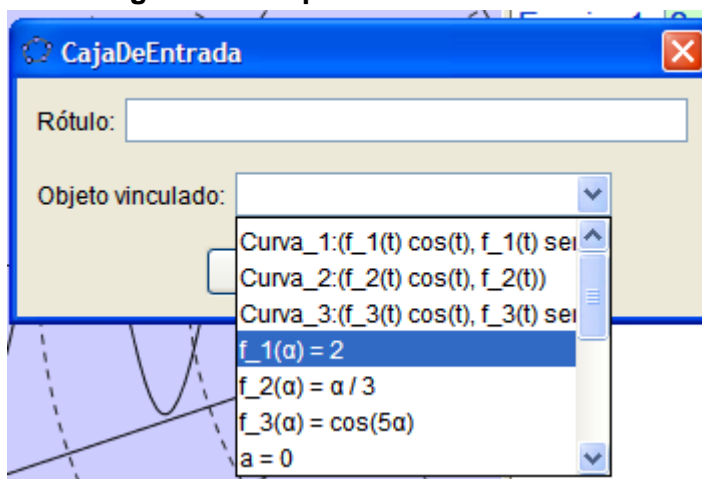 CajaDeEntrada
Rótulo:
Objeto vinculado:
Curva_1:(f_1(t) cos(t), f_1(t) se
Curva_2:(f_2(t) cos(t), f_2(t))
Curva_3:(f_3(t) cos(t), f_3(t) se
f_1(α) = 2
f_2(α) = α / 3
f_3(α) = cos(5α)
a = 0